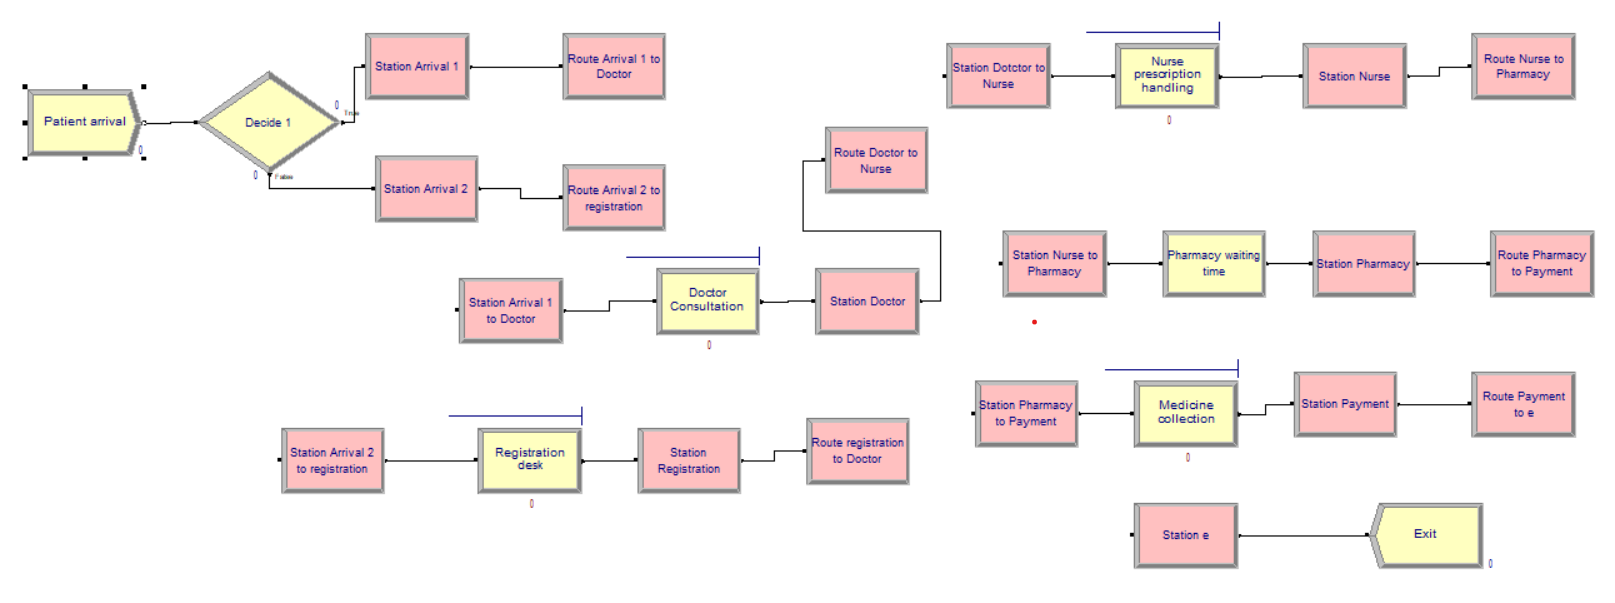 Patient arrival
0
Decide 1
0
True
0
False
Station Arrival 1
Route Arrival 1 to
Doctor
Station Arrival 2
Route Arrival 2 to
registration
Station Arrival 1
to Doctor
Doctor
Consultation
0
Station Doctor
Route Doctor to
Nurse
Station Arrival 2
to registration
Registration
desk
0
Station
Registration
Route registration
to Doctor
Station Dotctor to
Nurse
Nurse
prescription
handling
0
Station Nurse
Route Nurse to
Pharmacy
Station Nurse to
Pharmacy
Pharmacy waiting
time
Station Pharmacy
Route Pharmacy
to Payment
Station Pharmacy
to Payment
Medicine
collection
0
Station Payment
Route Payment
to e
Station e
Exit
0